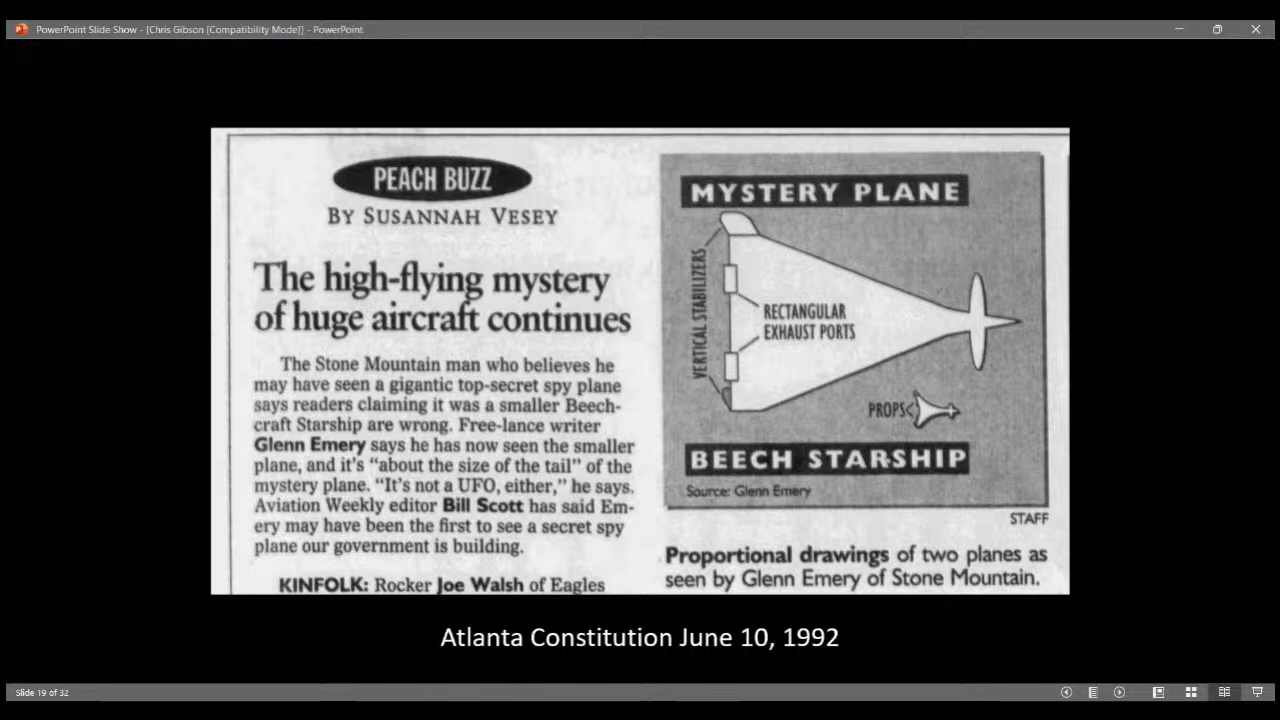 PowerPoint Slide Show - [Chris Gibson [Compatibility Mode]] - PowerPoint
PEACH BUZZ
BY SUSANNAH VESEY
The high-flying mystery
of huge aircraft continues
The Stone Mountain man who believes he
may have seen a gigantic top-secret spy plane
says readers claiming it was a smaller Beech-
craft Starship are wrong. Free-lance writer
Glenn Emery says he has now seen the smaller
plane, and it's "about the size of the tail" of the
mystery plane. "It's not a UFO, either," he says.
Aviation Weekly editor Bill Scott has said Em-
ery may have been the first to see a secret spy
plane our government is building.
KINFOLK: Rocker Joe Walsh of Eagles
MYSTERY PLANE
VERTICAL STABILIZERS
RECTANGULAR
EXHAUST PORTS
PROPS
BEECH STARSHIP
Source: Glenn Emery
STAFF
Proportional drawings of two planes as
seen by Glenn Emery of Stone Mountain.
Atlanta Constitution June 10, 1992
Slide 19 of 32